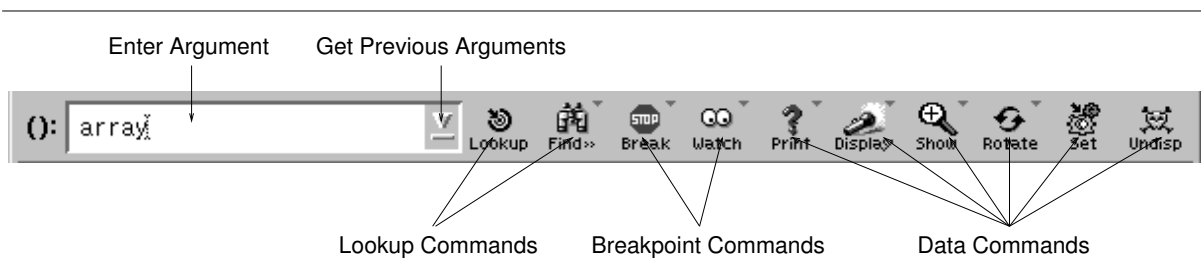 Enter Argument Get Previous Arguments
(): array
STOP
Lookup Find» Break Watch Print Display Show Rotate Set Undisp
Lookup Commands Breakpoint Commands Data Commands